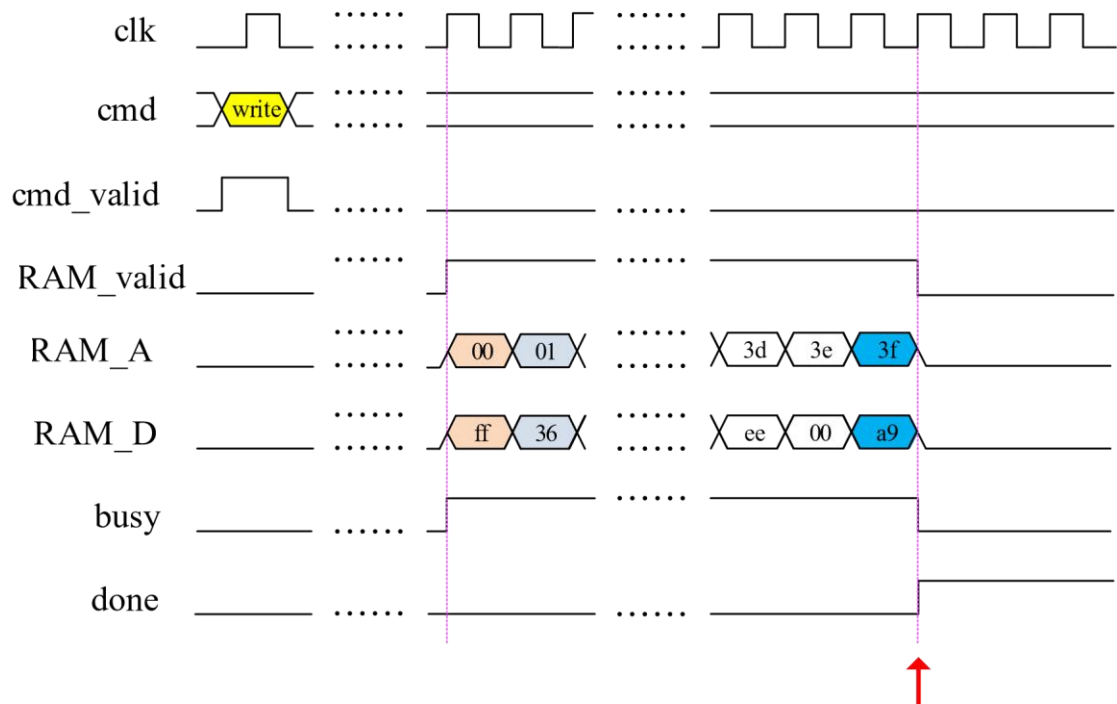 clk
cmd write
cmd_valid
RAM_valid
RAM_A 00 01 3d 3e 3f
RAM_D ff 36 ee 00 a9
busy
done